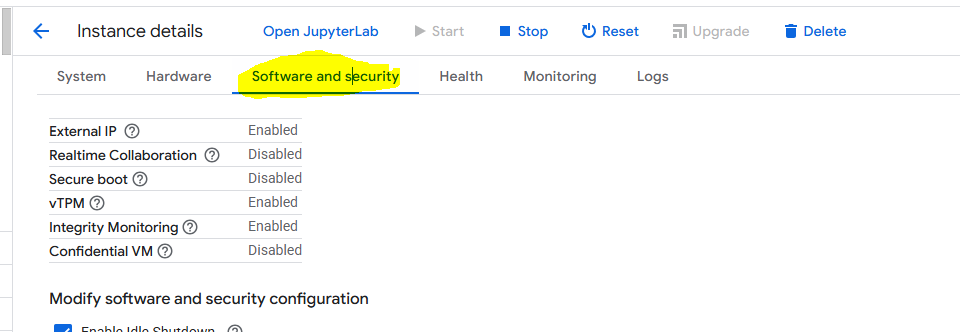 Instance details Open JupyterLab Start Stop Reset Upgrade Delete
System Hardware Software and security Health Monitoring Logs
External IP Enabled
Realtime Collaboration Disabled
Secure boot Disabled
vTPM Enabled
Integrity Monitoring Enabled
Confidential VM Disabled
Modify software and security configuration
Enable Idle Shutdown